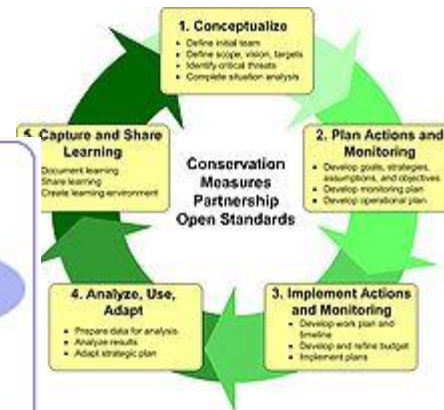 1. Conceptualize
• Define initial team
• Define scope, vision, targets
• Identify critical threats
• Complete situation analysis
2. Plan Actions and
Monitoring
• Develop goals, strategies,
assumptions, and objectives
• Develop monitoring plan
• Develop operational plan
3. Implement Actions
and Monitoring
• Develop work plan and
timeline
• Develop and refine budget
• Implement plans
4. Analyze, Use,
Adapt
• Prepare data for analysis
• Analyze results
• Adapt strategic plan
5. Capture and Share
Learning
Document learning
Share learning
Create learning environment
Conservation
Measures
Partnership
Open Standards